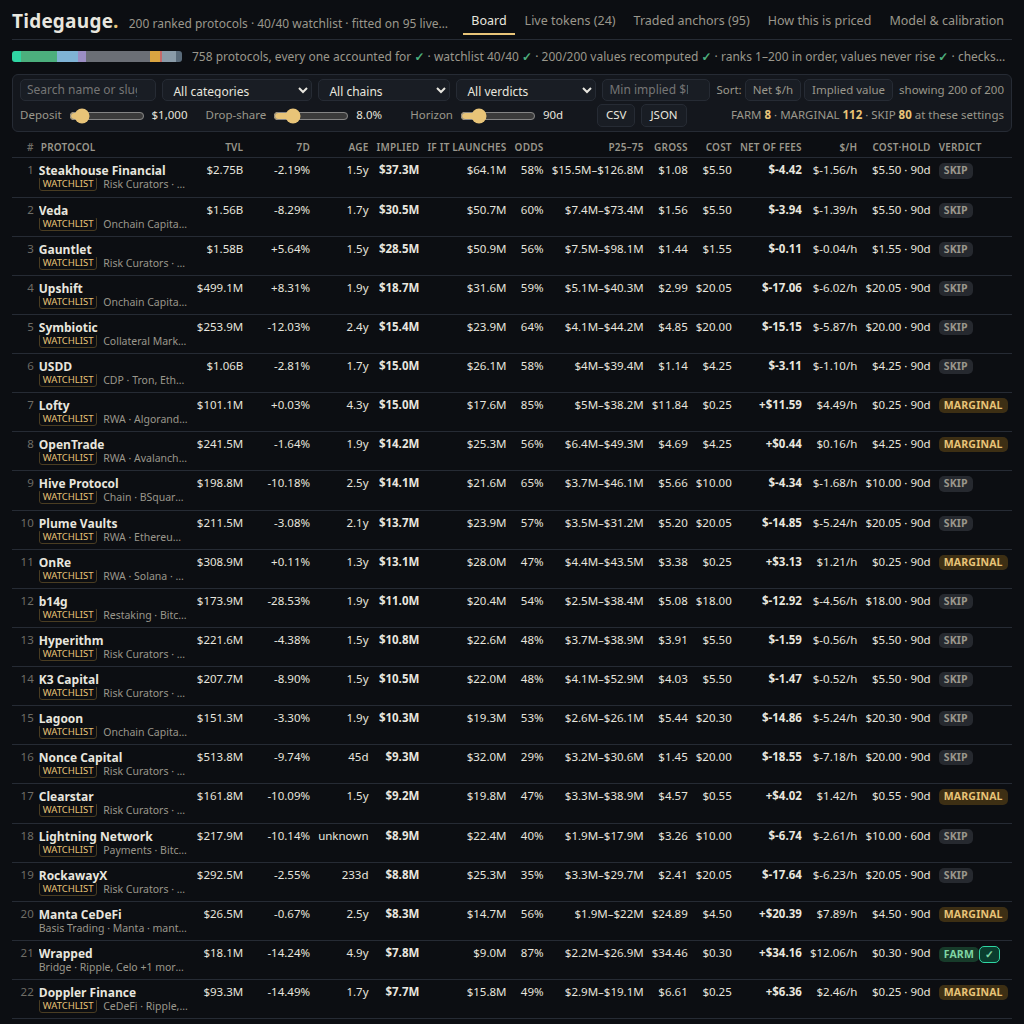 Tidegauge. 200 ranked protocols · 40/40 watchlist · fitted on 95 live... Board Live tokens (24) Traded anchors (95) How this is priced Model & calibration
758 protocols, every one accounted for ✓ · watchlist 40/40 ✓ · 200/200 values recomputed ✓ · ranks 1–200 in order, values never rise ✓ · checks...
Search name or slug All categories All chains All verdicts Min implied $ Sort: Net $/h Implied value showing 200 of 200
Deposit $1,000 Drop-share 8.0% Horizon 90d CSV JSON FARM 8 · MARGINAL 112 · SKIP 80 at these settings
# PROTOCOL TVL 7D AGE IMPLIED IF IT LAUNCHES ODDS P25–75 GROSS COST NET OF FEES $/H COST·HOLD VERDICT
1 Steakhouse Financial $2.75B -2.19% 1.5y $37.3M $64.1M 58% $15.5M–$126.8M $1.08 $5.50 $-4.42 $-1.56/h $5.50 · 90d SKIP
WATCHLIST Risk Curators · ...
2 Veda $1.56B -8.29% 1.7y $30.5M $50.7M 60% $7.4M–$73.4M $1.56 $5.50 $-3.94 $-1.39/h $5.50 · 90d SKIP
WATCHLIST Onchain Capita...
3 Gauntlet $1.58B +5.64% 1.5y $28.5M $50.9M 56% $7.5M–$98.1M $1.44 $1.55 $-0.11 $-0.04/h $1.55 · 90d SKIP
WATCHLIST Risk Curators · ...
4 Upshift $499.1M +8.31% 1.9y $18.7M $31.6M 59% $5.1M–$40.3M $2.99 $20.05 $-17.06 $-6.02/h $20.05 · 90d SKIP
WATCHLIST Onchain Capita...
5 Symbiotic $253.9M -12.03% 2.4y $15.4M $23.9M 64% $4.1M–$44.2M $4.85 $20.00 $-15.15 $-5.87/h $20.00 · 90d SKIP
WATCHLIST Collateral Mark...
6 USDD $1.06B -2.81% 1.7y $15.0M $26.1M 58% $4M–$39.4M $1.14 $4.25 $-3.11 $-1.10/h $4.25 · 90d SKIP
WATCHLIST CDP · Tron, Eth...
7 Lofty $101.1M +0.03% 4.3y $15.0M $17.6M 85% $5M–$38.2M $11.84 $0.25 +$11.59 $4.49/h $0.25 · 90d MARGINAL
WATCHLIST RWA · Algorand...
8 OpenTrade $241.5M -1.64% 1.9y $14.2M $25.3M 56% $6.4M–$49.3M $4.69 $4.25 +$0.44 $0.16/h $4.25 · 90d MARGINAL
WATCHLIST RWA · Avalanch...
9 Hive Protocol $198.8M -10.18% 2.5y $14.1M $21.6M 65% $3.7M–$46.1M $5.66 $10.00 $-4.34 $-1.68/h $10.00 · 90d SKIP
WATCHLIST Chain · BSquar...
10 Plume Vaults $211.5M -3.08% 2.1y $13.7M $23.9M 57% $3.5M–$31.2M $5.20 $20.05 $-14.85 $-5.24/h $20.05 · 90d SKIP
WATCHLIST RWA · Ethereu...
11 OnRe $308.9M +0.11% 1.3y $13.1M $28.0M 47% $4.4M–$43.5M $3.38 $0.25 +$3.13 $1.21/h $0.25 · 90d MARGINAL
WATCHLIST RWA · Solana · ...
12 b14g $173.9M -28.53% 1.9y $11.0M $20.4M 54% $2.5M–$38.4M $5.08 $18.00 $-12.92 $-4.56/h $18.00 · 90d SKIP
WATCHLIST Restaking · Bitc...
13 Hyperithm $221.6M -4.38% 1.5y $10.8M $22.6M 48% $3.7M–$38.9M $3.91 $5.50 $-1.59 $-0.56/h $5.50 · 90d SKIP
WATCHLIST Risk Curators · ...
14 K3 Capital $207.7M -8.90% 1.5y $10.5M $22.0M 48% $4.1M–$52.9M $4.03 $5.50 $-1.47 $-0.52/h $5.50 · 90d SKIP
WATCHLIST Risk Curators · ...
15 Lagoon $151.3M -3.30% 1.9y $10.3M $19.3M 53% $2.6M–$26.1M $5.44 $20.30 $-14.86 $-5.24/h $20.30 · 90d SKIP
WATCHLIST Onchain Capita...
16 Nonce Capital $513.8M -9.74% 45d $9.3M $32.0M 29% $3.2M–$30.6M $1.45 $20.00 $-18.55 $-7.18/h $20.00 · 90d SKIP
WATCHLIST Risk Curators · ...
17 Clearstar $161.8M -10.09% 1.5y $9.2M $19.8M 47% $3.3M–$38.9M $4.57 $0.55 +$4.02 $1.42/h $0.55 · 90d MARGINAL
WATCHLIST Risk Curators · ...
18 Lightning Network $217.9M -10.14% unknown $8.9M $22.4M 40% $1.9M–$17.9M $3.26 $10.00 $-6.74 $-2.61/h $10.00 · 60d SKIP
WATCHLIST Payments · Bitc...
19 RockawayX $292.5M -2.55% 233d $8.8M $25.3M 35% $3.3M–$29.7M $2.41 $20.05 $-17.64 $-6.23/h $20.05 · 90d SKIP
WATCHLIST Risk Curators · ...
20 Manta CeDeFi $26.5M -0.67% 2.5y $8.3M $14.7M 56% $1.9M–$22M $24.89 $4.50 +$20.39 $7.89/h $4.50 · 90d MARGINAL
Basis Trading · Manta · mant...
21 Wrapped $18.1M -14.24% 4.9y $7.8M $9.0M 87% $2.2M–$26.9M $34.46 $0.30 +$34.16 $12.06/h $0.30 · 90d FARM ✓
Bridge · Ripple, Celo +1 mor...
22 Doppler Finance $93.3M -14.49% 1.7y $7.7M $15.8M 49% $2.9M–$19.1M $6.61 $0.25 +$6.36 $2.46/h $0.25 · 90d MARGINAL
WATCHLIST CeDeFi · Ripple,...